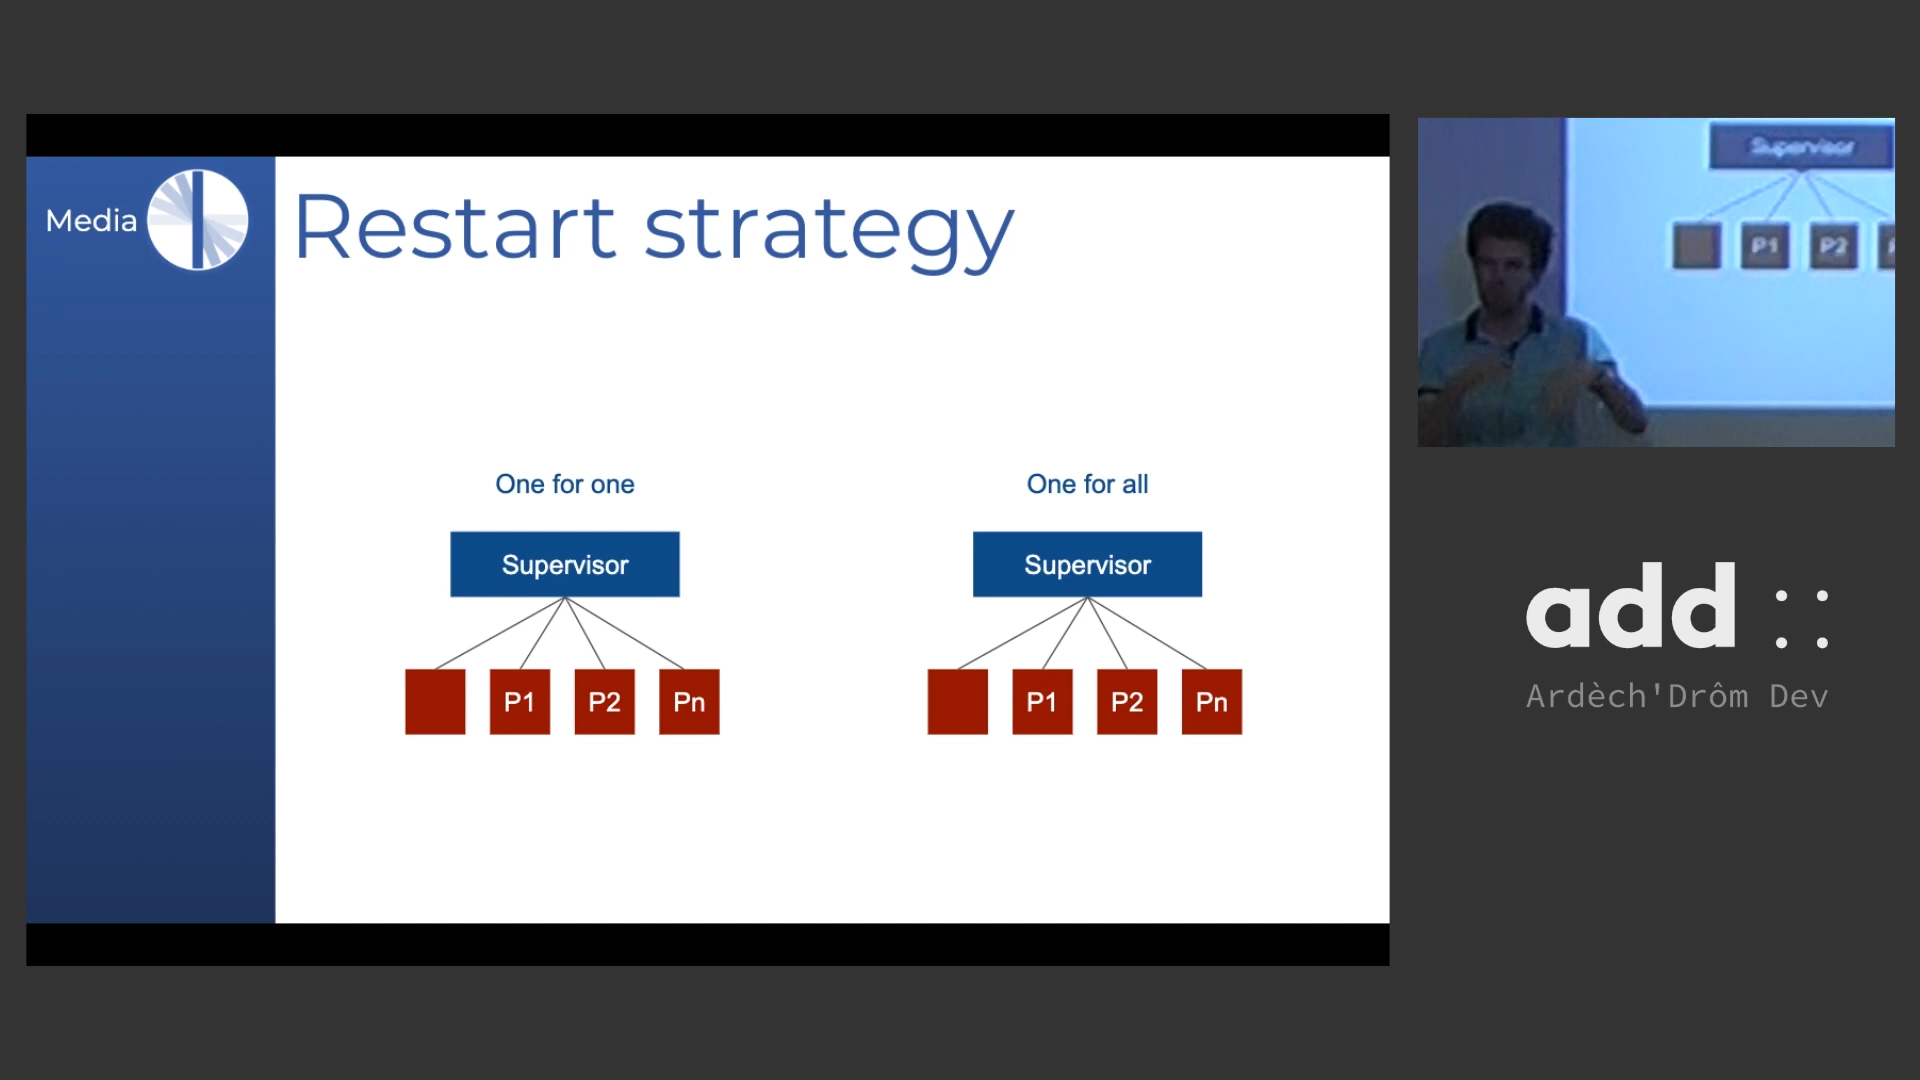 Media
Restart strategy
One for one
Supervisor
P1 P2 Pn
One for all
Supervisor
P1 P2 Pn
Supervisor
P1 P2
add
Ardèch'Drôm Dev